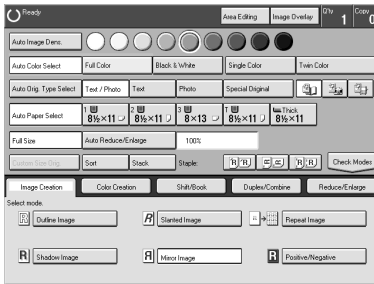 Ready
Area Editing Image Overlay Q'ty 1 Copy 0
Auto Image Dens.
Auto Color Select Full Color Black & White Single Color Twin Color
Auto Orig. Type Select Text / Photo Text Photo Special Original
Auto Paper Select 1 8½×11 2 8½×11 3 8×13 T 8½×11 Thick 8½×11
Full Size Auto Reduce/Enlarge 100%
Custom Size Orig. Sort Stack Staple: Check Modes
Image Creation Color Creation Shift/Book Duplex/Combine Reduce/Enlarge
Select mode.
R Outline Image R Slanted Image R Repeat Image
R Shadow Image R Mirror Image R Positive/Negative